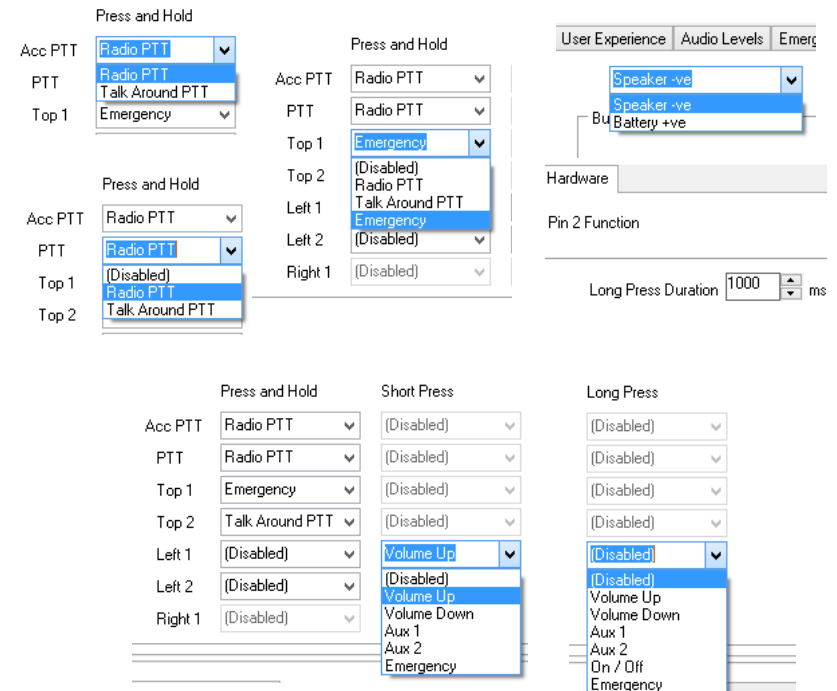 Press and Hold
Acc PTT Radio PTT
Radio PTT
PTT
Talk Around PTT
Top 1 Emergency
Press and Hold
Acc PTT Radio PTT
PTT Radio PTT
(Disabled)
Top 1
Radio PTT
Talk Around PTT
Top 2
Press and Hold
Acc PTT Radio PTT
PTT Radio PTT
Top 1 Emergency
(Disabled)
Top 2
Radio PTT
Talk Around PTT
Left 1
Emergency
Left 2 (Disabled)
Right 1 (Disabled)
User Experience Audio Levels Emerg
Speaker -ve
Speaker -ve
Bu
Battery +ve
Hardware
Pin 2 Function
Long Press Duration 1000 ms
Press and Hold Short Press Long Press
Acc PTT Radio PTT (Disabled) (Disabled)
PTT Radio PTT (Disabled) (Disabled)
Top 1 Emergency (Disabled) (Disabled)
Top 2 Talk Around PTT (Disabled) (Disabled)
Left 1 (Disabled) Volume Up (Disabled)
(Disabled) (Disabled)
Left 2 (Disabled) Volume Up Volume Up
Volume Down Volume Down
Right 1 (Disabled) Aux 1 Aux 1
Aux 2 Aux 2
Emergency On / Off
Emergency